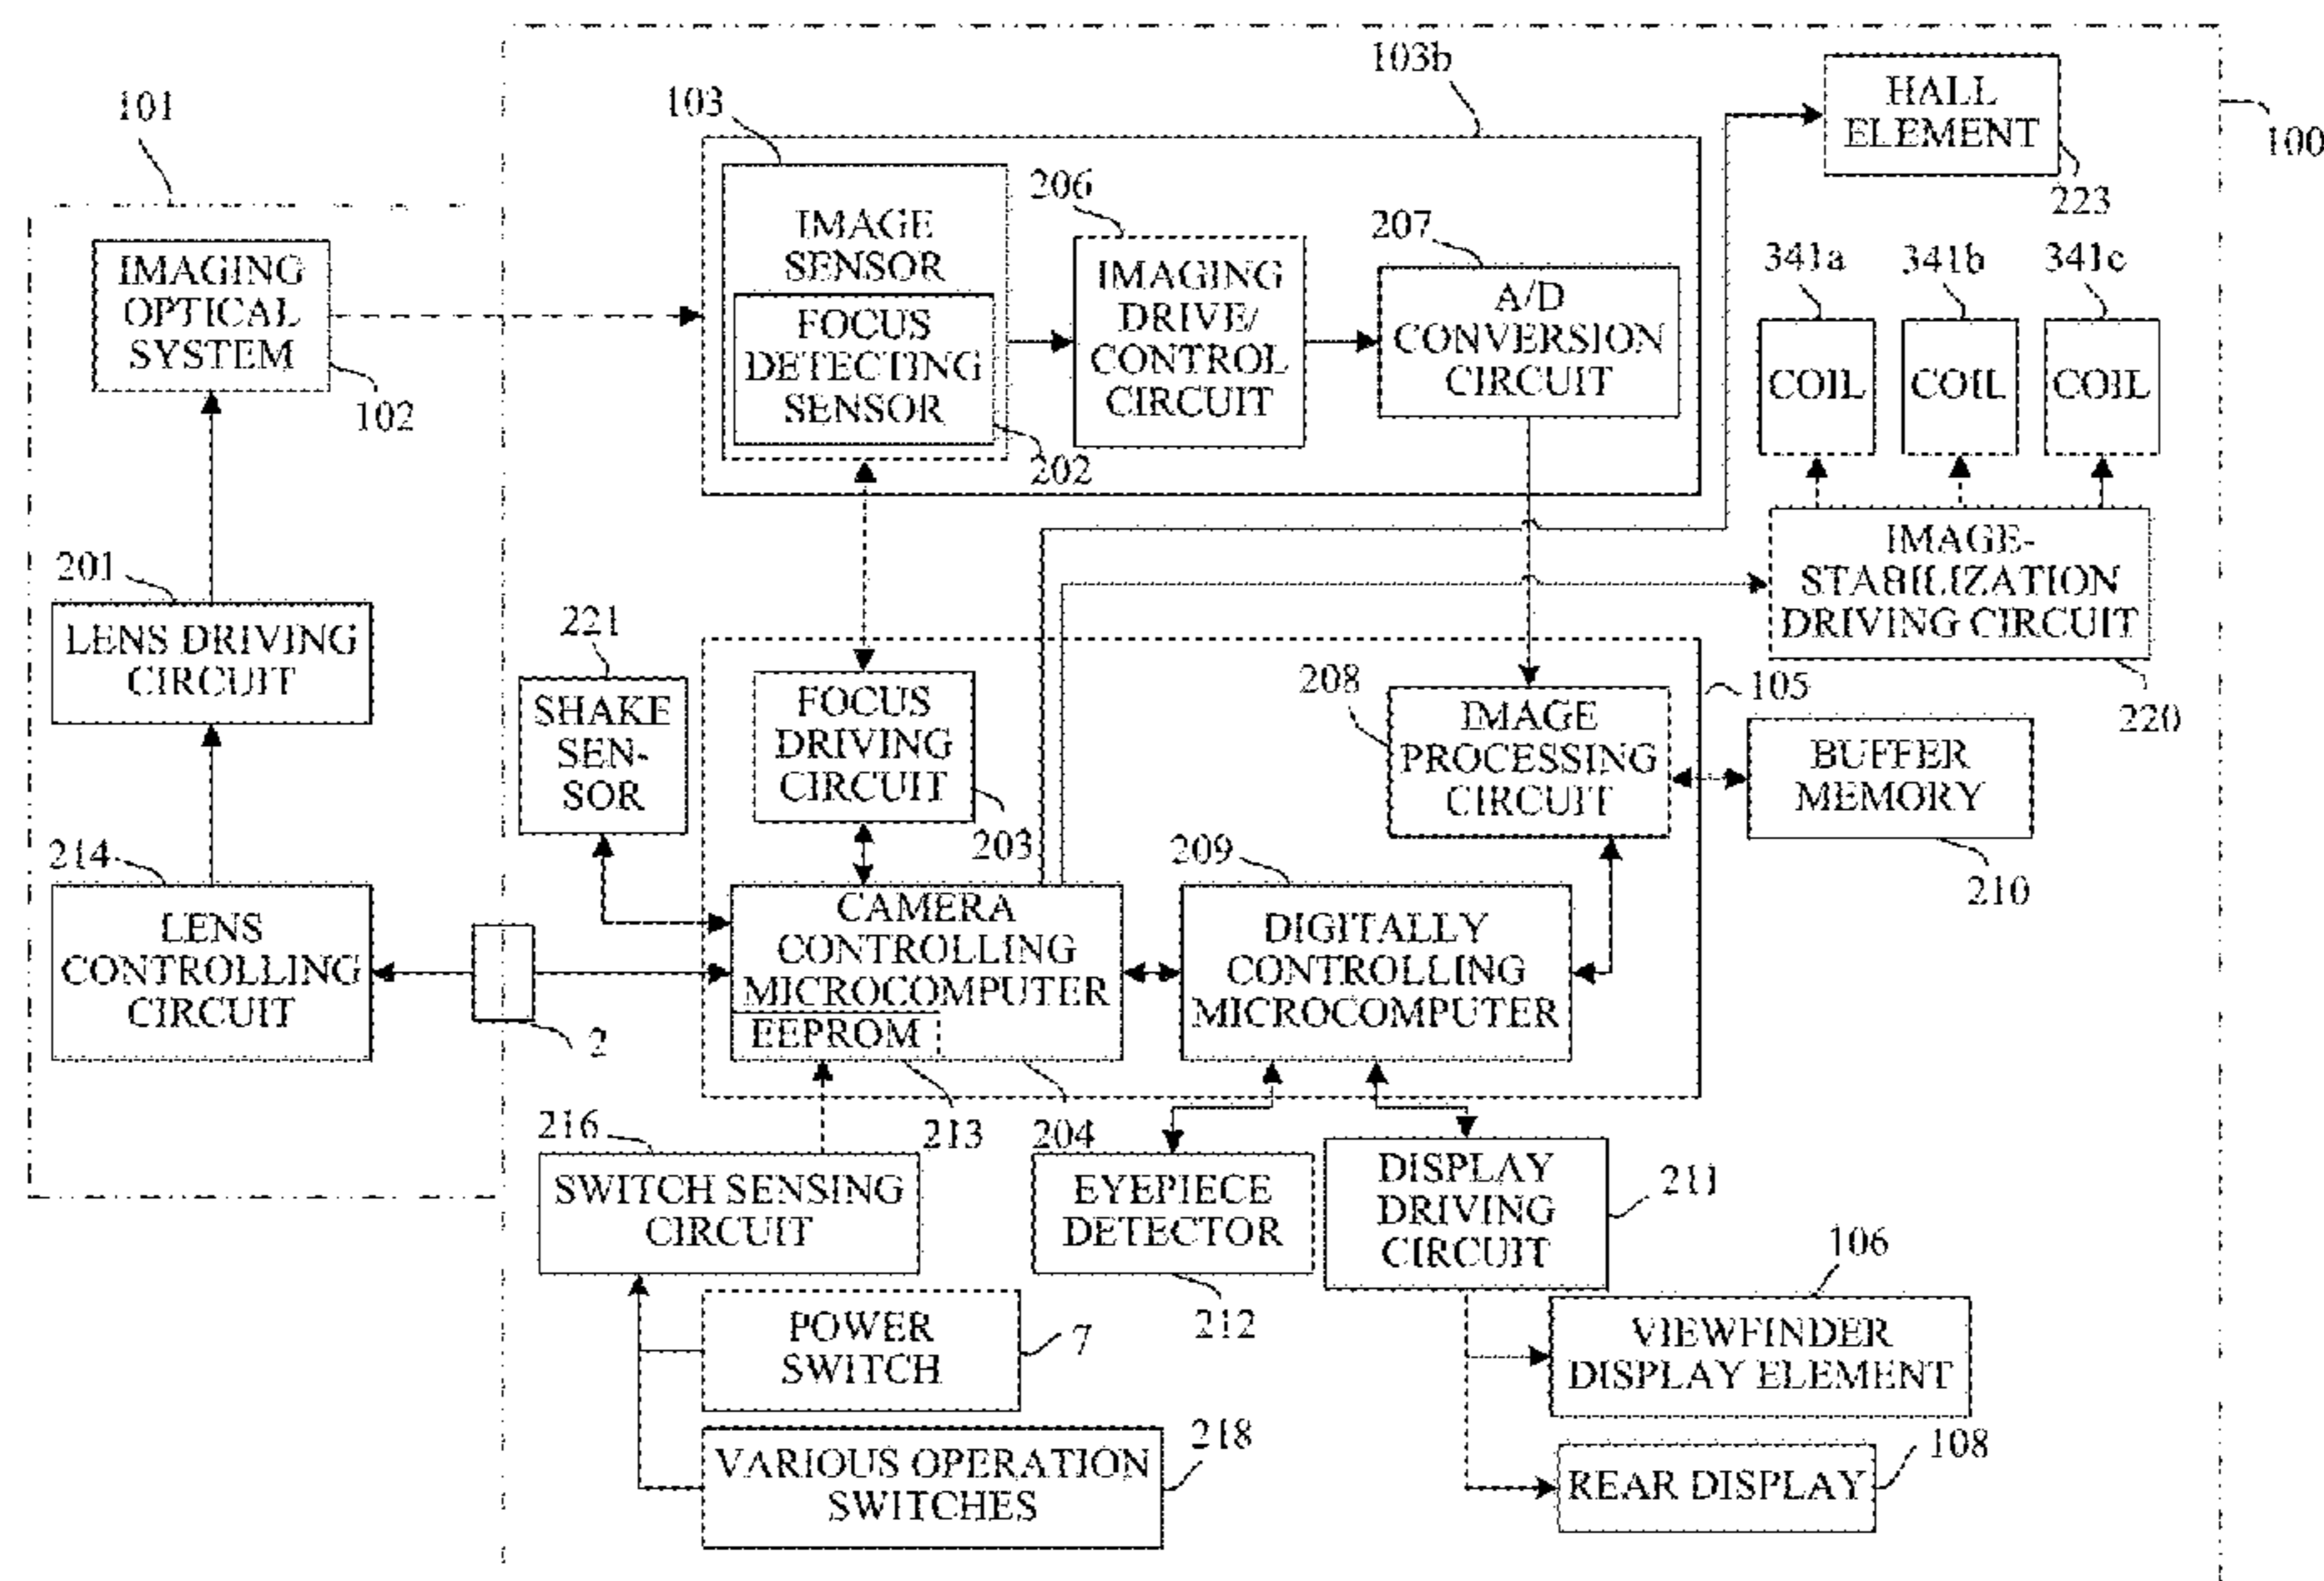 103b
HALL
ELEMENT
100
223
101
103
IMAGE
SENSOR
FOCUS
DETECTING
SENSOR
202
206
IMAGING
DRIVE/
CONTROL
CIRCUIT
207
A/D
CONVERSION
CIRCUIT
341a
341b
341c
COIL
COIL
COIL
IMAGING
OPTICAL
SYSTEM
102
201
LENS DRIVING
CIRCUIT
IMAGE-
STABILIZATION
DRIVING CIRCUIT
220
221
SHAKE
SEN-
SOR
FOCUS
DRIVING
CIRCUIT
203
208
IMAGE
PROCESSING
CIRCUIT
105
BUFFER
MEMORY
210
214
LENS
CONTROLLING
CIRCUIT
2
CAMERA
CONTROLLING
MICROCOMPUTER
EEPROM
213
204
209
DIGITALLY
CONTROLLING
MICROCOMPUTER
216
SWITCH SENSING
CIRCUIT
EYEPIECE
DETECTOR
212
DISPLAY
DRIVING
CIRCUIT
211
POWER
SWITCH
7
106
VIEWFINDER
DISPLAY ELEMENT
VARIOUS OPERATION
SWITCHES
218
REAR DISPLAY
108